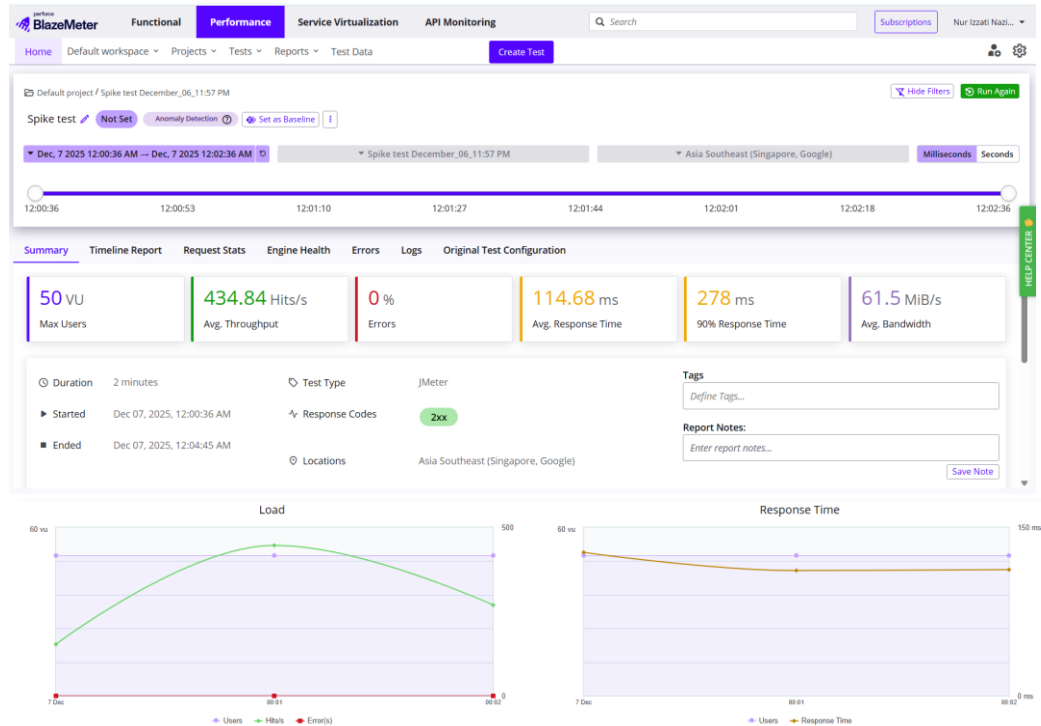 perforce
BlazeMeter
Functional
Performance
Service Virtualization
API Monitoring
Search
Subscriptions
Nur Izzati Nazi...
Home
Default workspace
Projects
Tests
Reports
Test Data
Create Test
Default project / Spike test December_06_11:57 PM
Hide Filters
Run Again
Spike test
Not Set
Anomaly Detection
Set as Baseline
Dec, 7 2025 12:00:36 AM — Dec, 7 2025 12:02:36 AM
Spike test December_06_11:57 PM
Asia Southeast (Singapore, Google)
Milliseconds
Seconds
12:00:36 12:00:53 12:01:10 12:01:27 12:01:44 12:02:01 12:02:18 12:02:36
HELP CENTER
Summary
Timeline Report
Request Stats
Engine Health
Errors
Logs
Original Test Configuration
50 VU
Max Users
434.84 Hits/s
Avg. Throughput
0 %
Errors
114.68 ms
Avg. Response Time
278 ms
90% Response Time
61.5 MiB/s
Avg. Bandwidth
Duration 2 minutes
Started Dec 07, 2025, 12:00:36 AM
Ended Dec 07, 2025, 12:04:45 AM
Test Type JMeter
Response Codes 2xx
Locations Asia Southeast (Singapore, Google)
Tags
Define Tags...
Report Notes:
Enter report notes...
Save Note
Load
60 vu
500
0
7 Dec 00:01 00:02
Users Hits/s Error(s)
Response Time
60 vu
150 ms
0 ms
7 Dec 00:01 00:02
Users Response Time